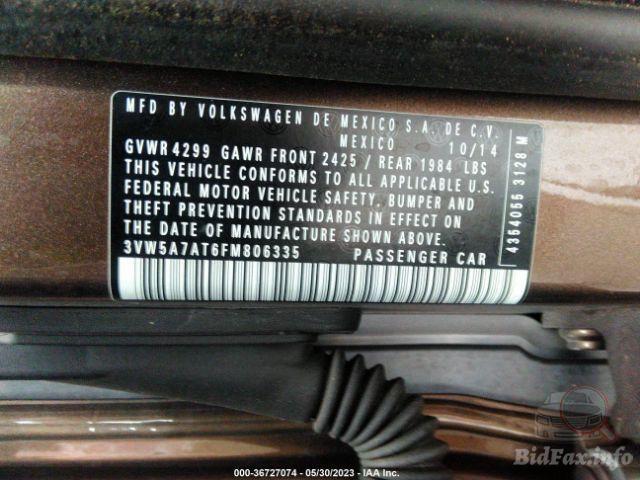 MFD BY VOLKSWAGEN DE MEXICO S.A. DE C.V.
MEXICO 10/14
GVWR 4299 GAWR FRONT 2425 / REAR 1984 LBS
THIS VEHICLE CONFORMS TO ALL APPLICABLE U.S.
FEDERAL MOTOR VEHICLE SAFETY, BUMPER AND
THEFT PREVENTION STANDARDS IN EFFECT ON
THE DATE OF MANUFACTURE SHOWN ABOVE.
3VW5A7AT6FM806335 PASSENGER CAR
4354055 3128 M
BidFax.info
000-36727074 - 05/30/2023 - IAA Inc.